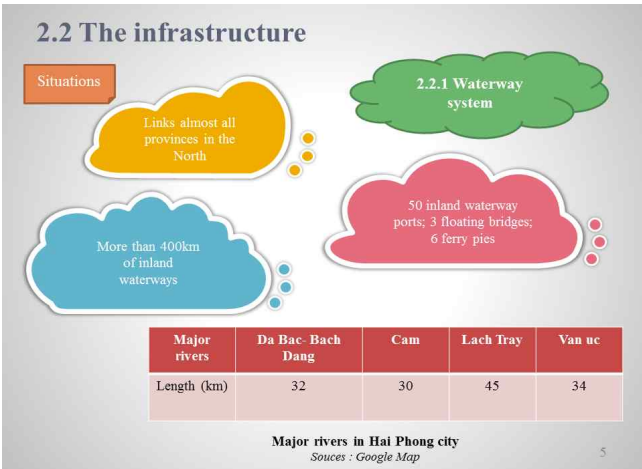 2.2 The infrastructure
Situations
Links almost all
provinces in the
North
2.2.1 Waterway
system
50 inland waterway
ports; 3 floating bridges;
6 ferry pies
More than 400km
of inland
waterways
Major
rivers
Da Bac- Bach
Dang
Cam
Lach Tray
Van uc
Length (km)
32
30
45
34
Major rivers in Hai Phong city
Souces : Google Map
5